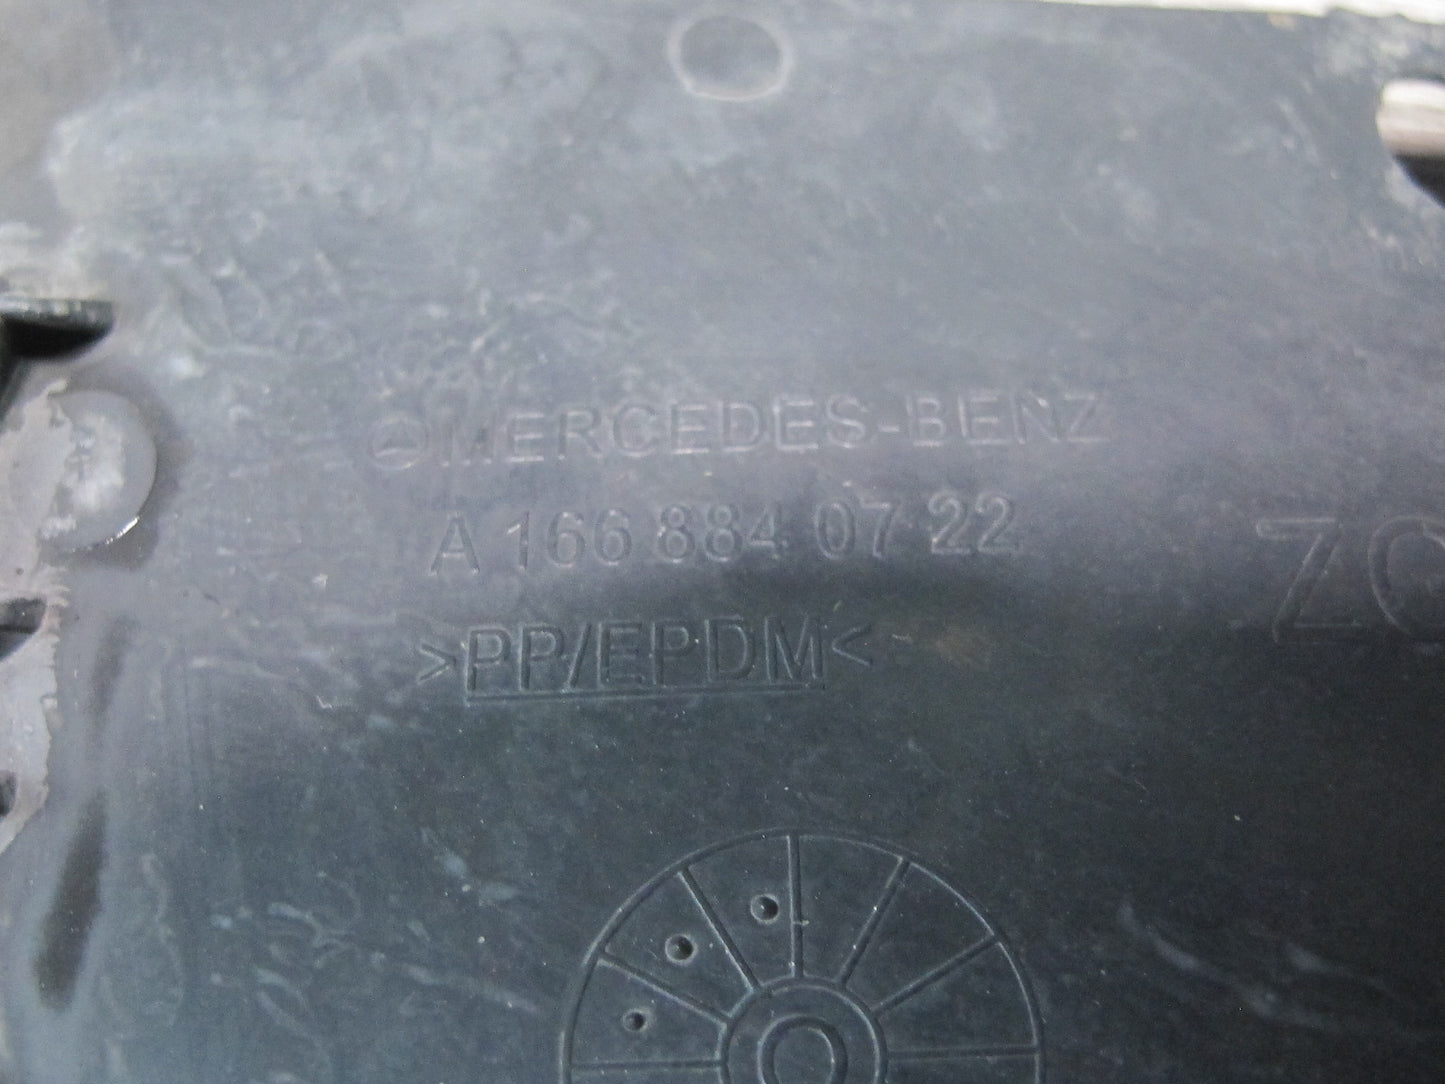 MERCEDES-BENZ
A 166 884 07 22
>PP/EPDM<